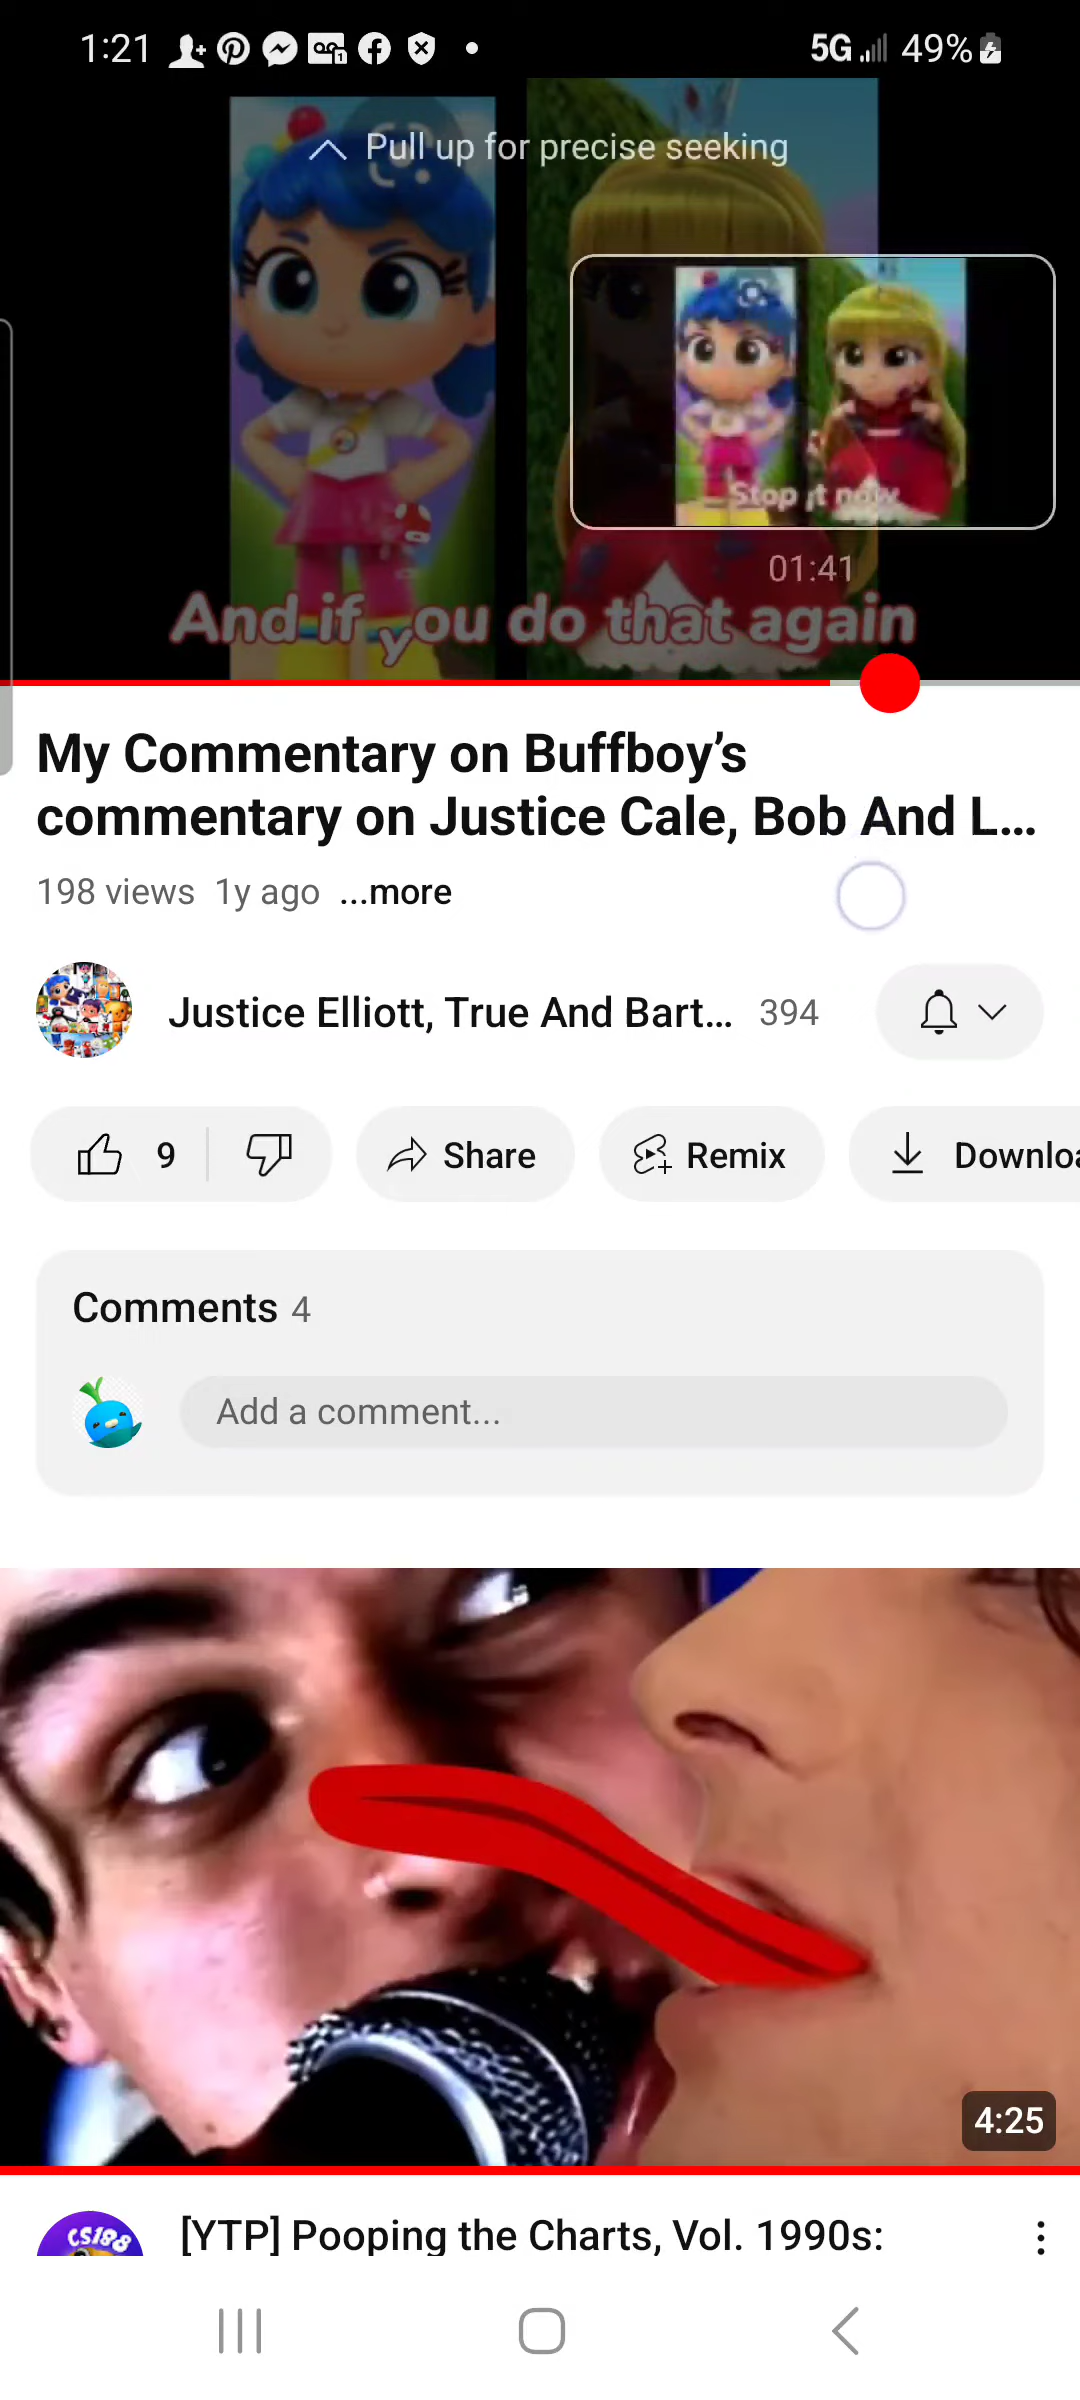 1:21
5G 49%
Pull up for precise seeking
Stop it now
01:41
And if you do that again
My Commentary on Buffboy’s
commentary on Justice Cale, Bob And L...
198 views 1y ago ...more
Justice Elliott, True And Bart... 394
9 Share Remix Downloa
Comments 4
Add a comment...
4:25
CS188
[YTP] Pooping the Charts, Vol. 1990s: